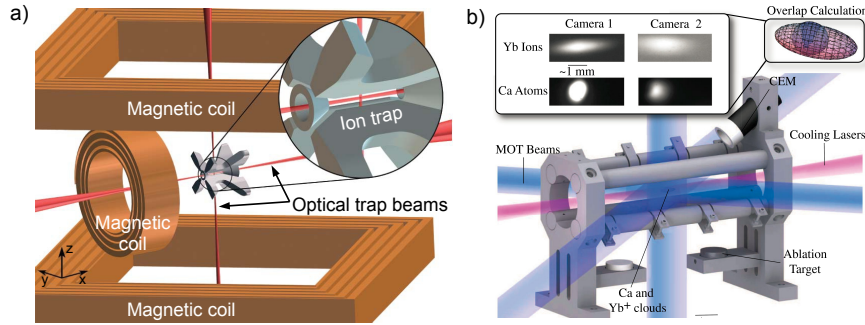 a)
Magnetic coil
Ion trap
Magnetic
coil
Optical trap beams
z
y
x
Magnetic coil
b)
Camera 1
Camera 2
Overlap Calculation
Yb Ions
~1 mm
Ca Atoms
CEM
MOT Beams
Cooling Lasers
Ablation
Target
Ca and
Yb⁺ clouds